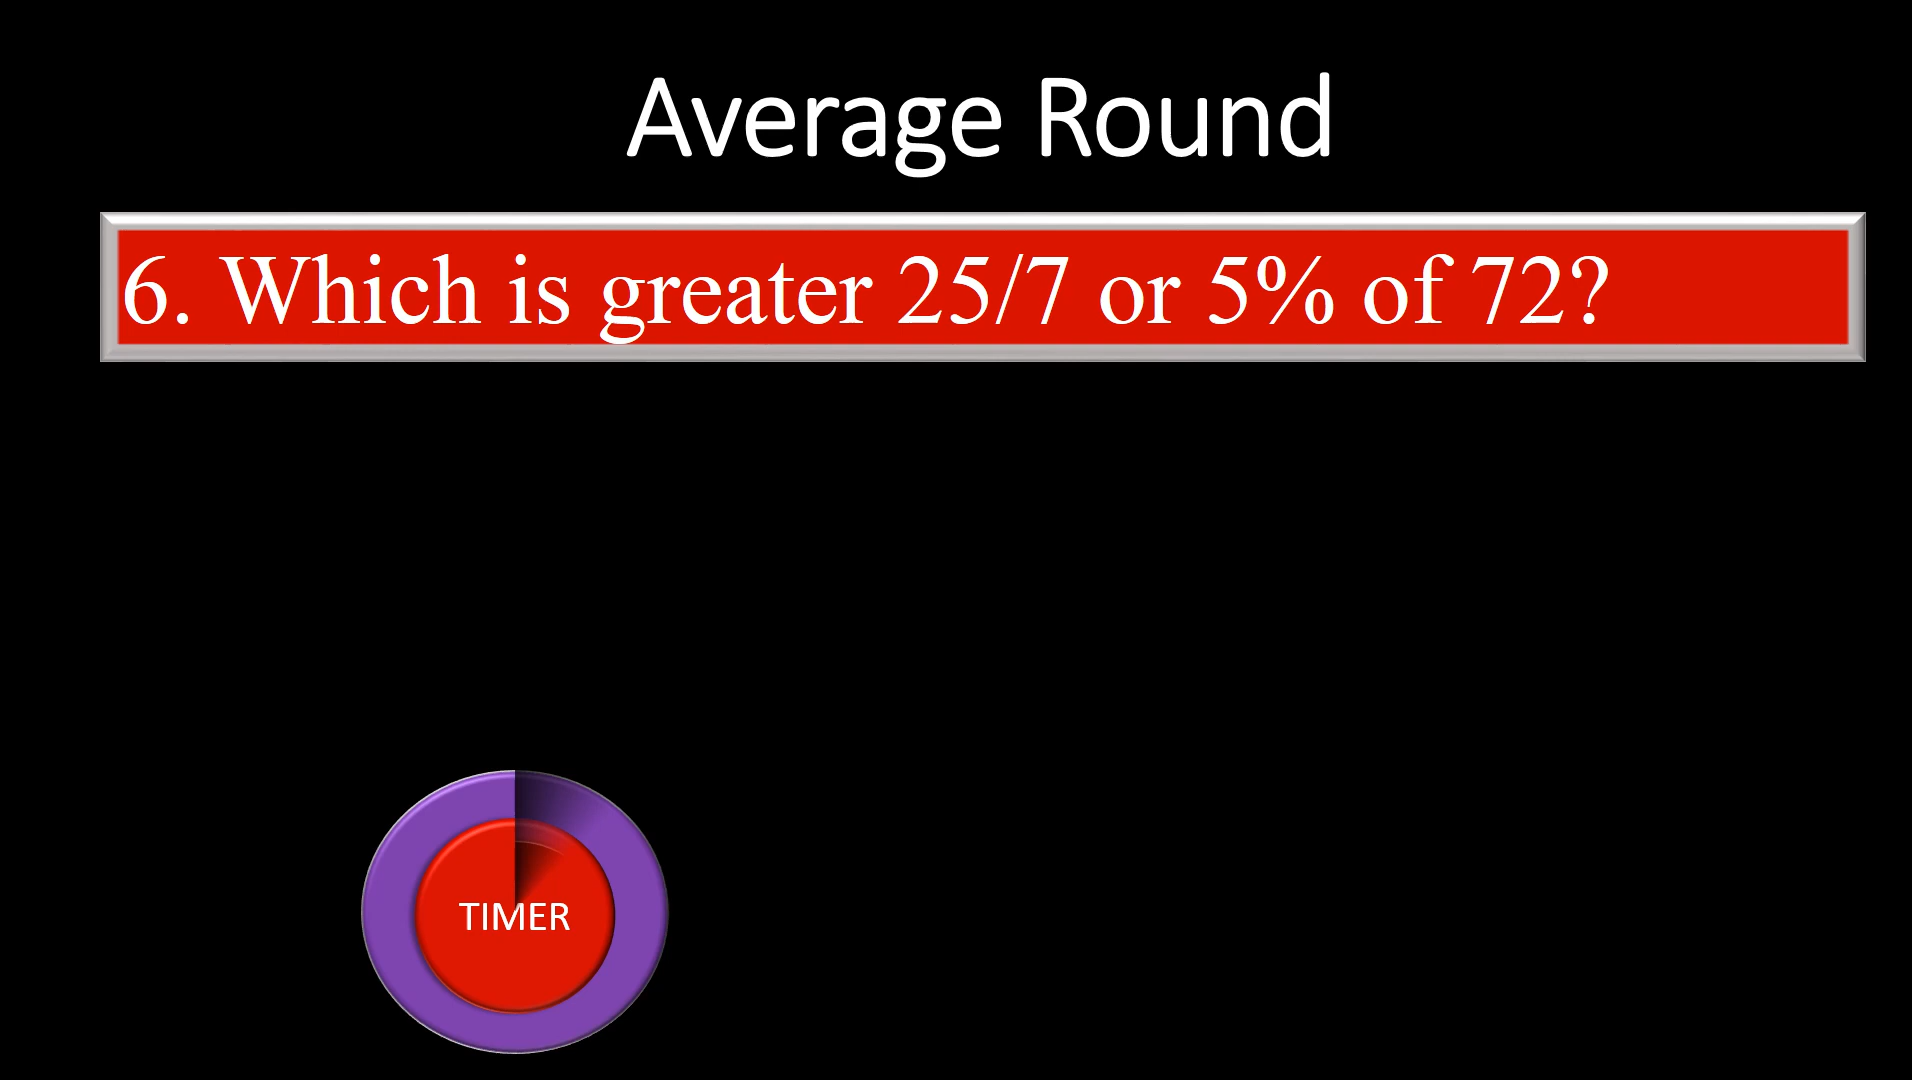 Average Round
6. Which is greater 25/7 or 5% of 72?
TIMER